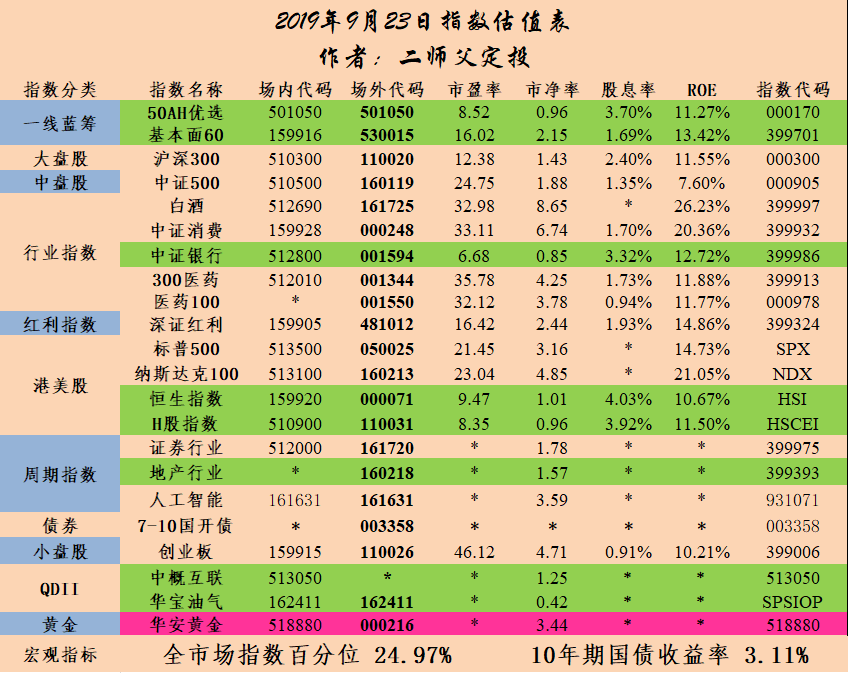 2019年9月23日指数估值表
作者：二师父定投
指数分类 指数名称 场内代码 场外代码 市盈率 市净率 股息率 ROE 指数代码
一线蓝筹 50AH优选 501050 501050 8.52 0.96 3.70% 11.27% 000170
基本面60 159916 530015 16.02 2.15 1.69% 13.42% 399701
大盘股 沪深300 510300 110020 12.38 1.43 2.40% 11.55% 000300
中盘股 中证500 510500 160119 24.75 1.88 1.35% 7.60% 000905
行业指数 白酒 512690 161725 32.98 8.65 * 26.23% 399997
中证消费 159928 000248 33.11 6.74 1.70% 20.36% 399932
中证银行 512800 001594 6.68 0.85 3.32% 12.72% 399986
300医药 512010 001344 35.78 4.25 1.73% 11.88% 399913
医药100 * 001550 32.12 3.78 0.94% 11.77% 000978
红利指数 深证红利 159905 481012 16.42 2.44 1.93% 14.86% 399324
港美股 标普500 513500 050025 21.45 3.16 * 14.73% SPX
纳斯达克100 513100 160213 23.04 4.85 * 21.05% NDX
恒生指数 159920 000071 9.47 1.01 4.03% 10.67% HSI
H股指数 510900 110031 8.35 0.96 3.92% 11.50% HSCEI
周期指数 证券行业 512000 161720 * 1.78 * * 399975
地产行业 * 160218 * 1.57 * * 399393
人工智能 161631 161631 * 3.59 * * 931071
债券 7-10国开债 * 003358 * * * * 003358
小盘股 创业板 159915 110026 46.12 4.71 0.91% 10.21% 399006
QDII 中概互联 513050 * * 1.25 * * 513050
华宝油气 162411 162411 * 0.42 * * SPSIOP
黄金 华安黄金 518880 000216 * 3.44 * * 518880
宏观指标 全市场指数百分位 24.97% 10年期国债收益率 3.11%